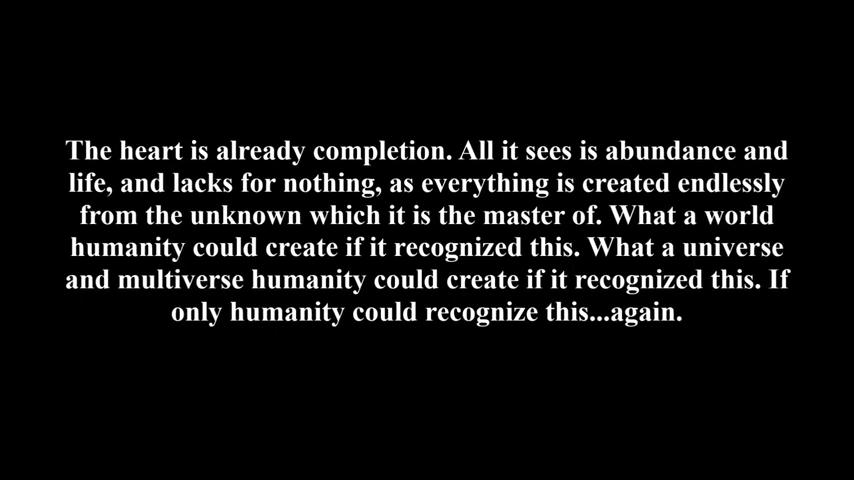 The heart is already completion. All it sees is abundance and
life, and lacks for nothing, as everything is created endlessly
from the unknown which it is the master of. What a world
humanity could create if it recognized this. What a universe
and multiverse humanity could create if it recognized this. If
only humanity could recognize this...again.